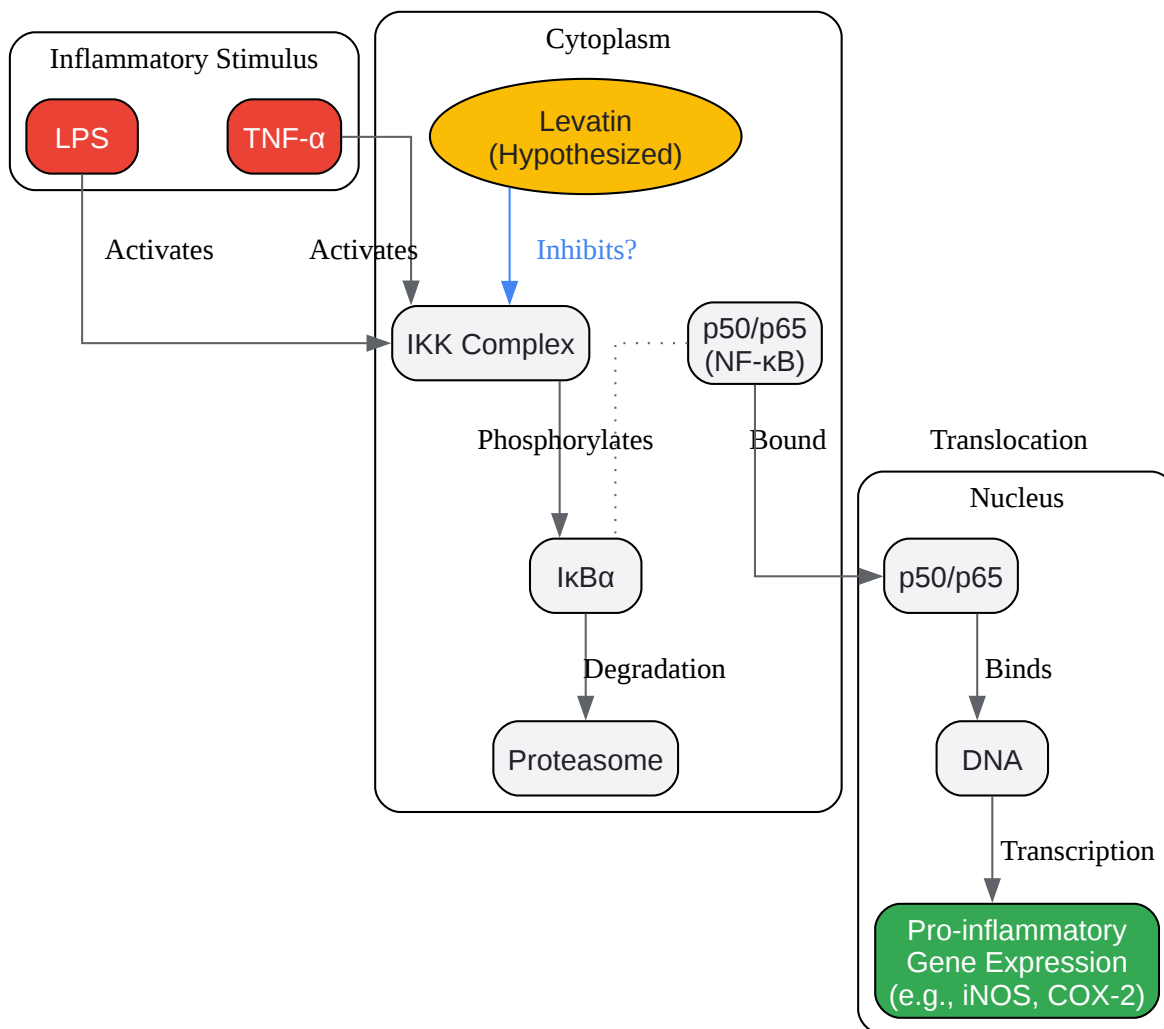 Cytoplasm
Inflammatory Stimulus
LPS
TNF-α
Levatin
(Hypothesized)
Activates
Activates
Inhibits?
IKK Complex
p50/p65
(NF-κB)
Phosphorylates
Bound
Translocation
Nucleus
IκBα
p50/p65
Degradation
Binds
Proteasome
DNA
Transcription
Pro-inflammatory
Gene Expression
(e.g., iNOS, COX-2)